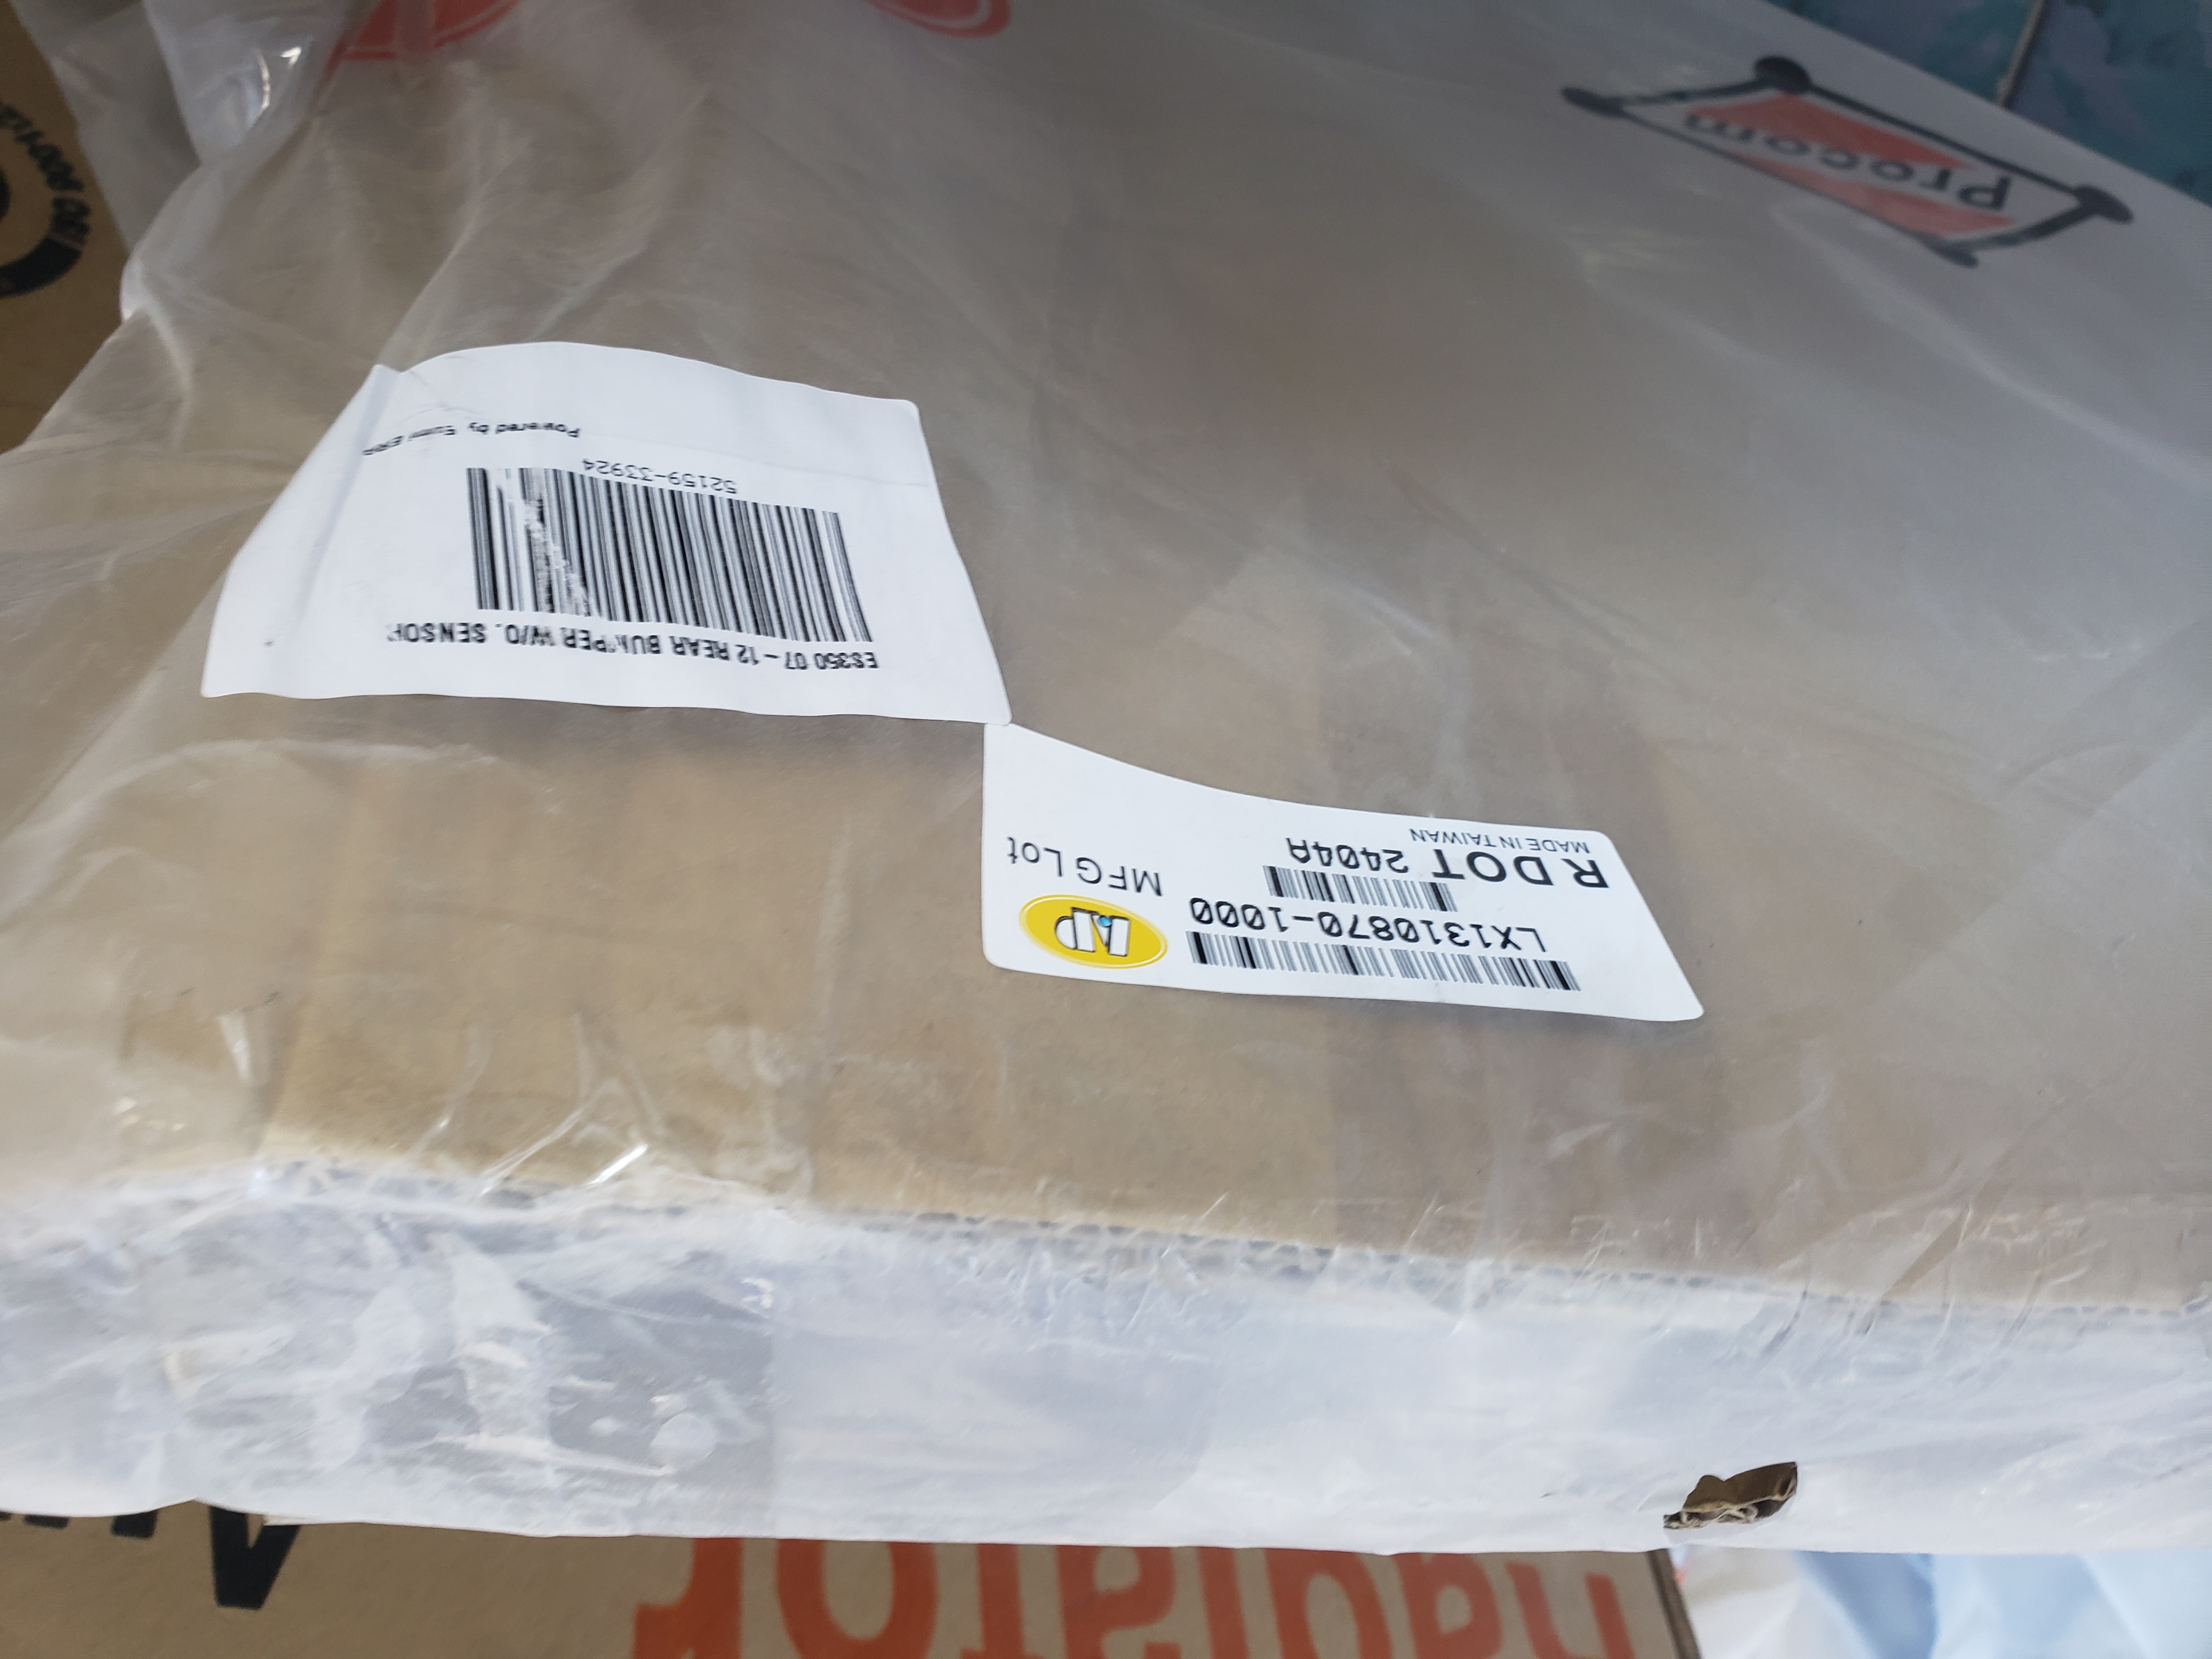 ES350 07-12 REAR BUMPER W/O. SENSOR
52159-33924
Powered by
LX1310870-1000
R DOT 2404A
MFG Lot
MADE IN TAIWAN
Procom